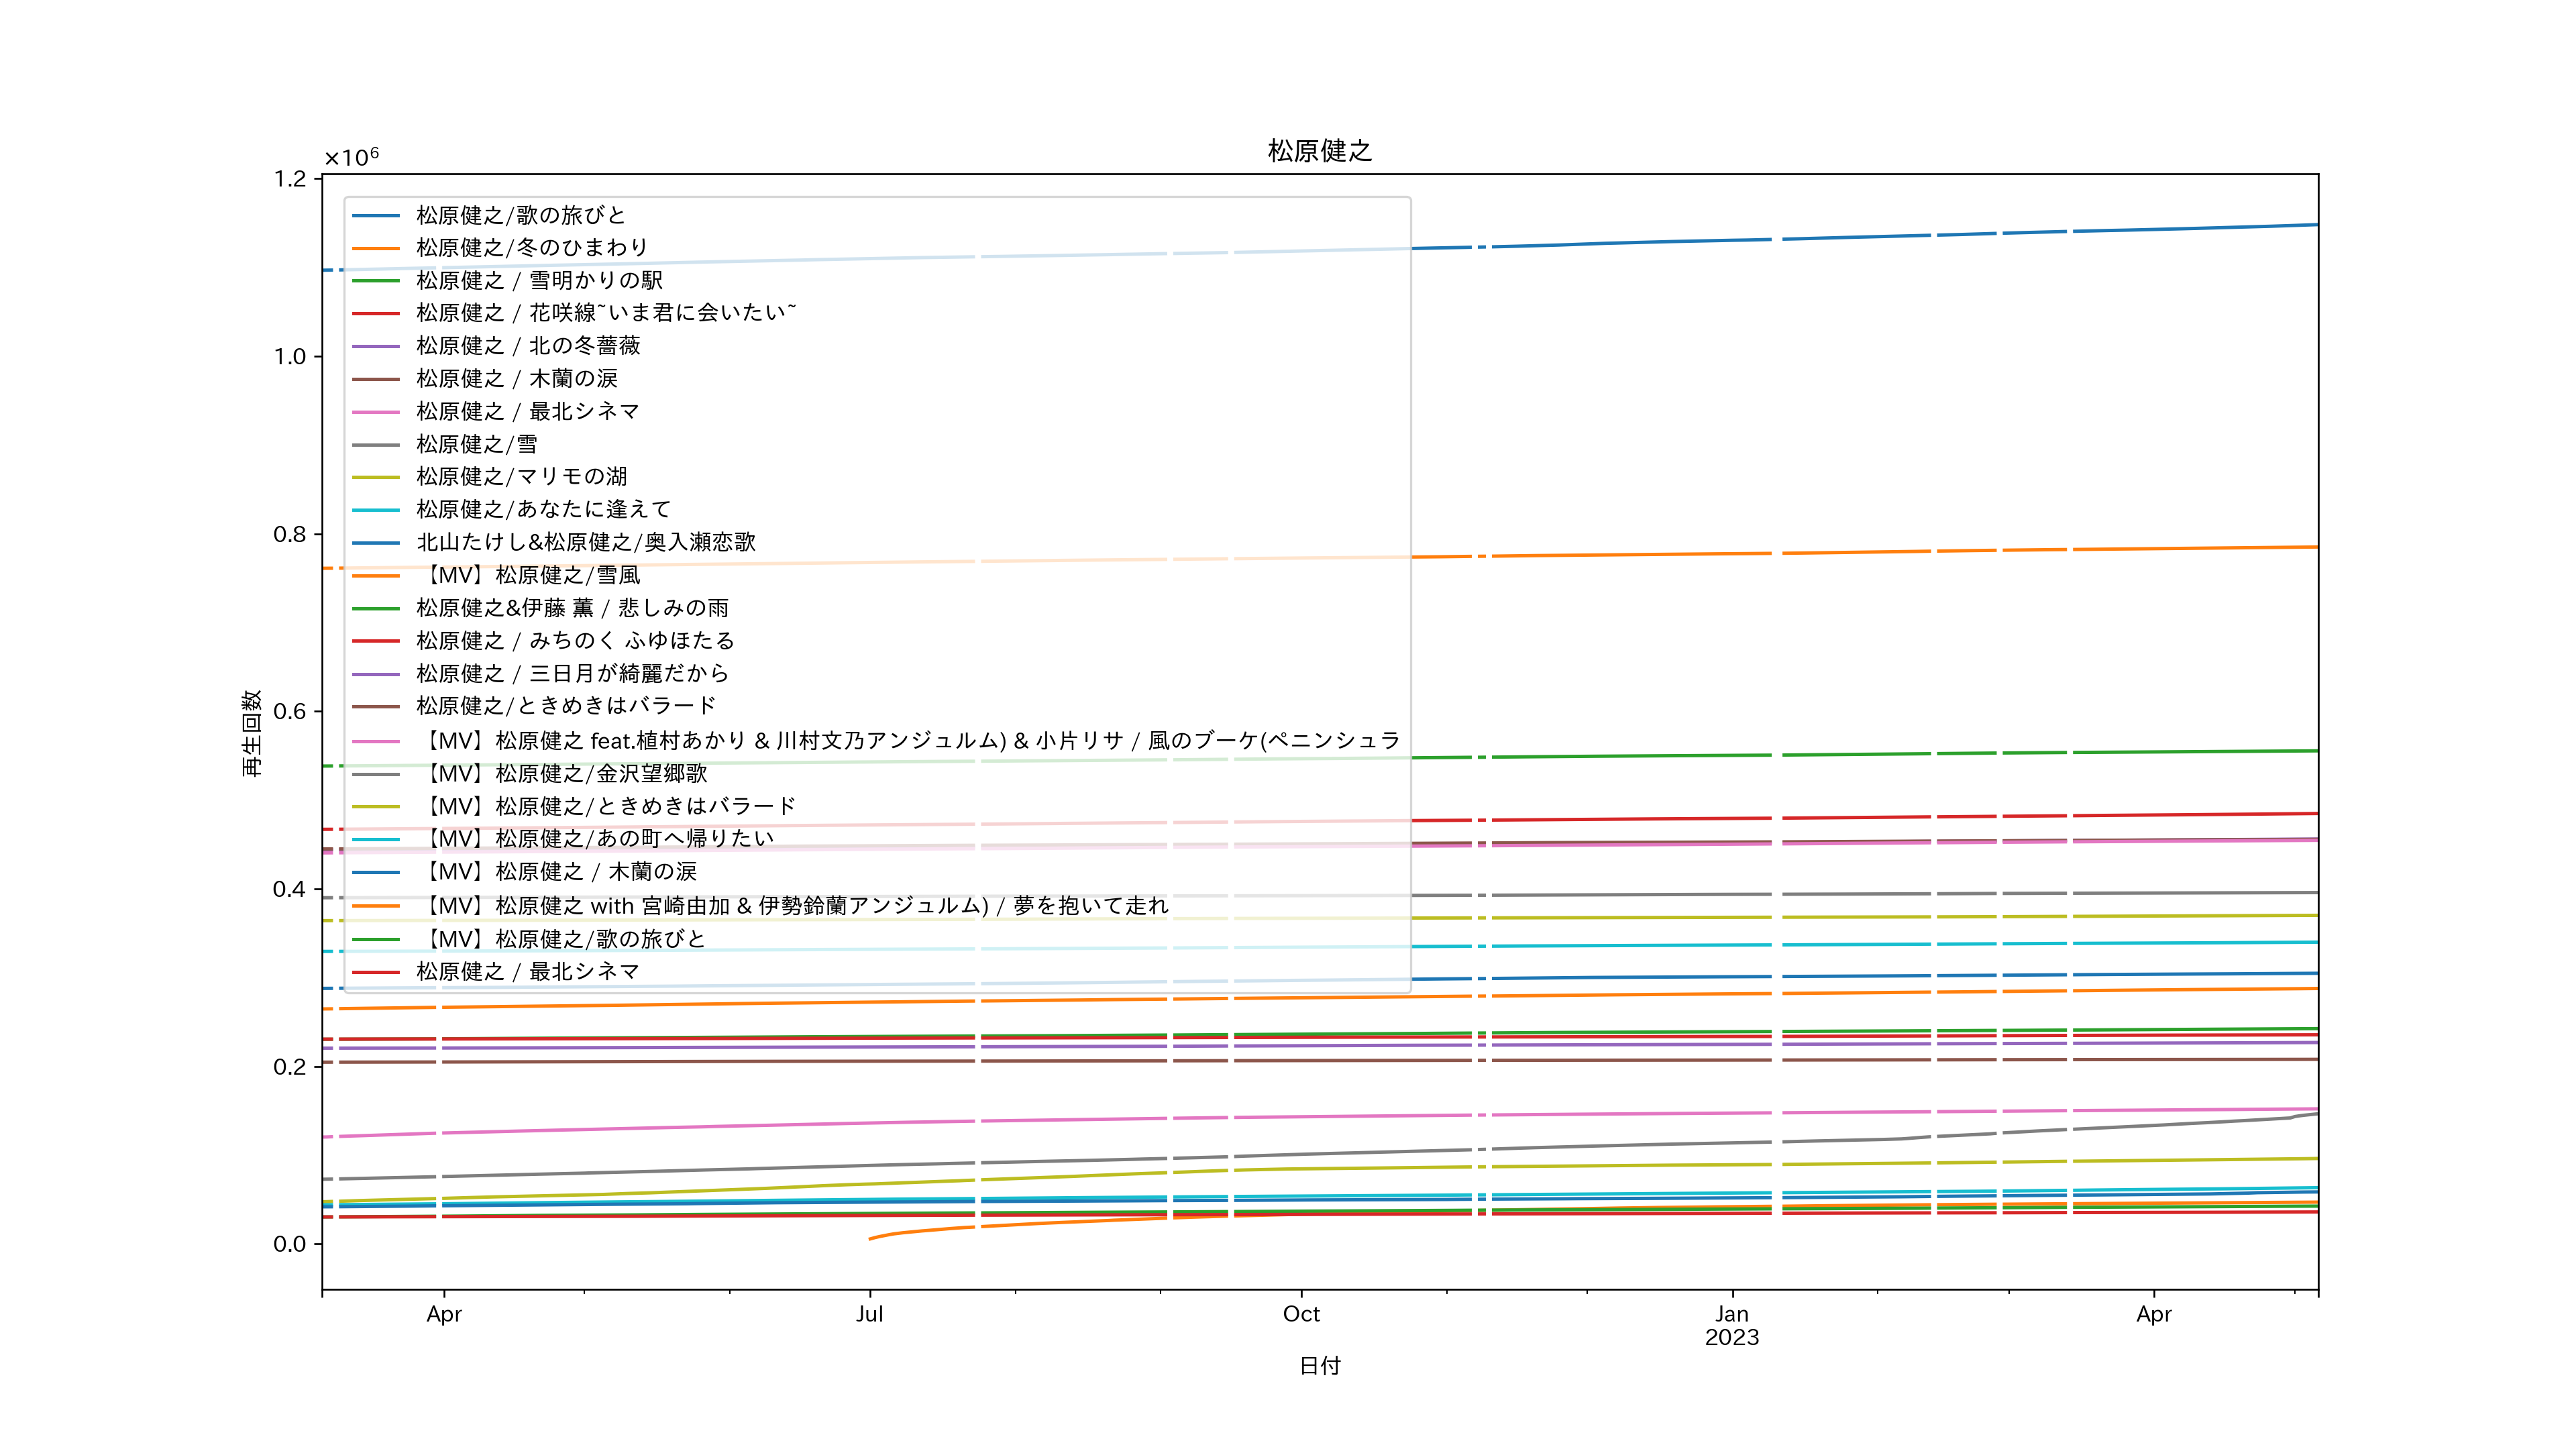 松原健之
×10⁶
1.2
1.0
0.8
0.6
0.4
0.2
0.0
再生回数
松原健之/歌の旅びと
松原健之/冬のひまわり
松原健之 / 雪明かりの駅
松原健之 / 花咲線~いま君に会いたい~
松原健之 / 北の冬薔薇
松原健之 / 木蘭の涙
松原健之 / 最北シネマ
松原健之/雪
松原健之/マリモの湖
松原健之/あなたに逢えて
北山たけし&松原健之/奥入瀬恋歌
【MV】松原健之/雪風
松原健之&伊藤 薫 / 悲しみの雨
松原健之 / みちのく ふゆほたる
松原健之 / 三日月が綺麗だから
松原健之/ときめきはバラード
【MV】松原健之 feat.植村あかり & 川村文乃アンジュルム) & 小片リサ / 風のブーケ(ペニンシュラ
【MV】松原健之/金沢望郷歌
【MV】松原健之/ときめきはバラード
【MV】松原健之/あの町へ帰りたい
【MV】松原健之 / 木蘭の涙
【MV】松原健之 with 宮崎由加 & 伊勢鈴蘭アンジュルム) / 夢を抱いて走れ
【MV】松原健之/歌の旅びと
松原健之 / 最北シネマ
Apr Jul Oct Jan Apr
2023
日付